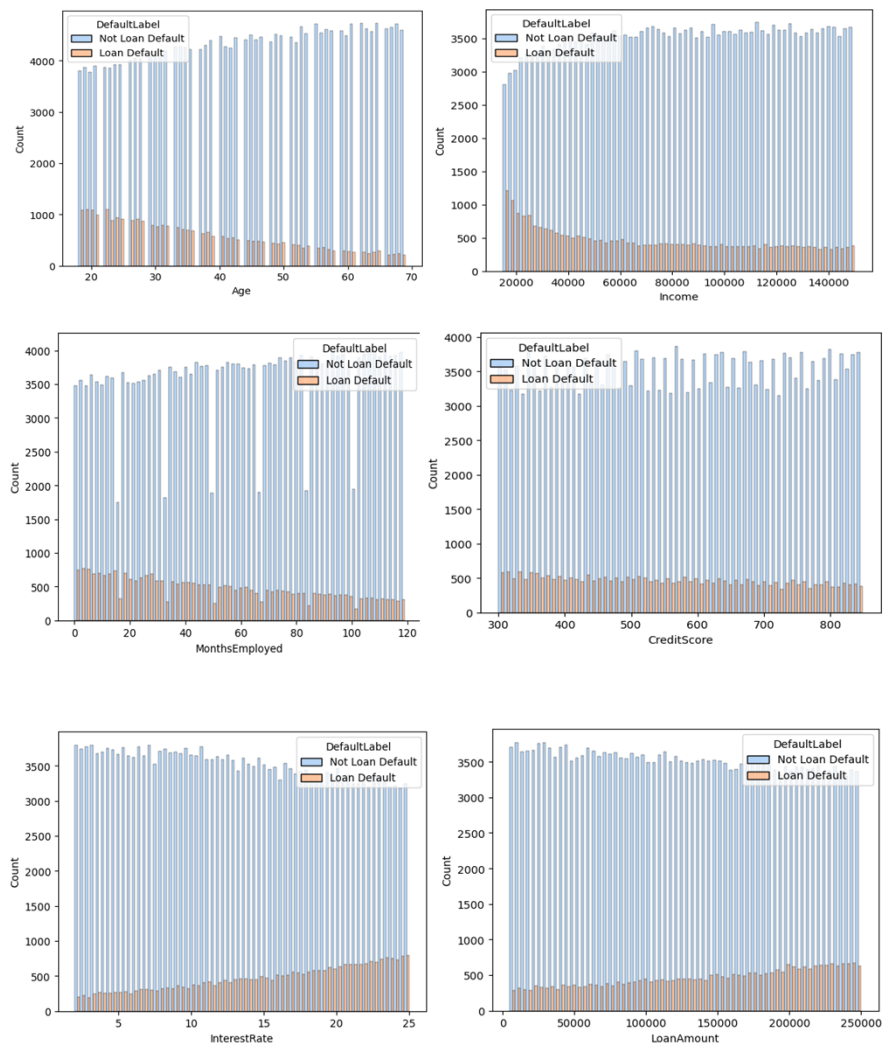 DefaultLabel
Not Loan Default
Loan Default
Count
4000
3000
2000
1000
0
20 30 40 50 60 70
Age
DefaultLabel
Not Loan Default
Loan Default
Count
3500
3000
2500
2000
1500
1000
500
0
20000 40000 60000 80000 100000 120000 140000
Income
DefaultLabel
Not Loan Default
Loan Default
Count
4000
3500
3000
2500
2000
1500
1000
500
0
0 20 40 60 80 100 120
MonthsEmployed
DefaultLabel
Not Loan Default
Loan Default
Count
4000
3500
3000
2500
2000
1500
1000
500
0
300 400 500 600 700 800
CreditScore
DefaultLabel
Not Loan Default
Loan Default
Count
3500
3000
2500
2000
1500
1000
500
0
5 10 15 20 25
InterestRate
DefaultLabel
Not Loan Default
Loan Default
Count
3500
3000
2500
2000
1500
1000
500
0
0 50000 100000 150000 200000 250000
LoanAmount